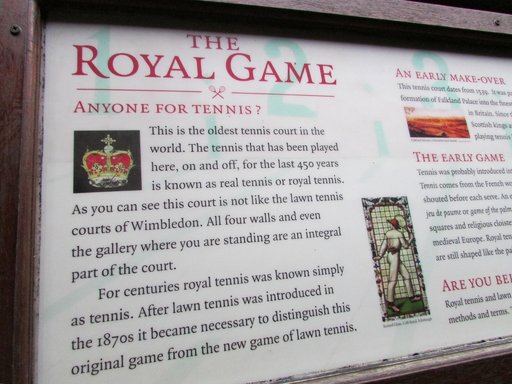 THE
ROYAL GAME
ANYONE FOR TENNIS?
This is the oldest tennis court in the
world. The tennis that has been played
here, on and off, for the last 450 years
is known as real tennis or royal tennis.
As you can see this court is not like the lawn tennis
courts of Wimbledon. All four walls and even
the gallery where you are standing are an integral
part of the court.
For centuries royal tennis was known simply
as tennis. After lawn tennis was introduced in
the 1870s it became necessary to distinguish this
original game from the new game of lawn tennis.
AN EARLY MAKE-OVER
This tennis court dates from 1539. It was
formation of Falkland Palace into the finest
in Britain. Since
Scottish kings
playing tennis
THE EARLY GAME
Tennis was probably introduced
Tennis comes from the French
shouted before each serve. An
jeu de paume or game of the palm
squares and religious
medieval Europe. Royal
are still shaped like the
ARE YOU
Royal tennis and lawn
methods and terms.